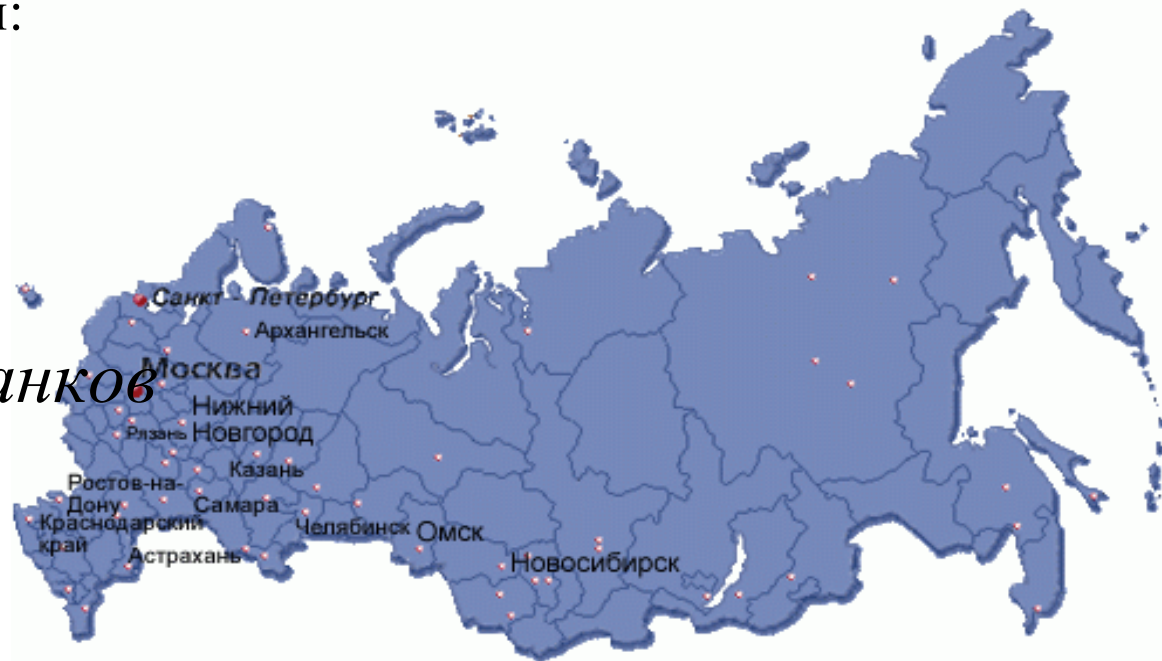 и:
Санкт - Петербург
Архангельск
Москва
анков
Нижний
Новгород
Рязань
Казань
Ростов-на-
Дону
Самара
Краснодарский
край
Челябинск
Омск
Астрахань
Новосибирск